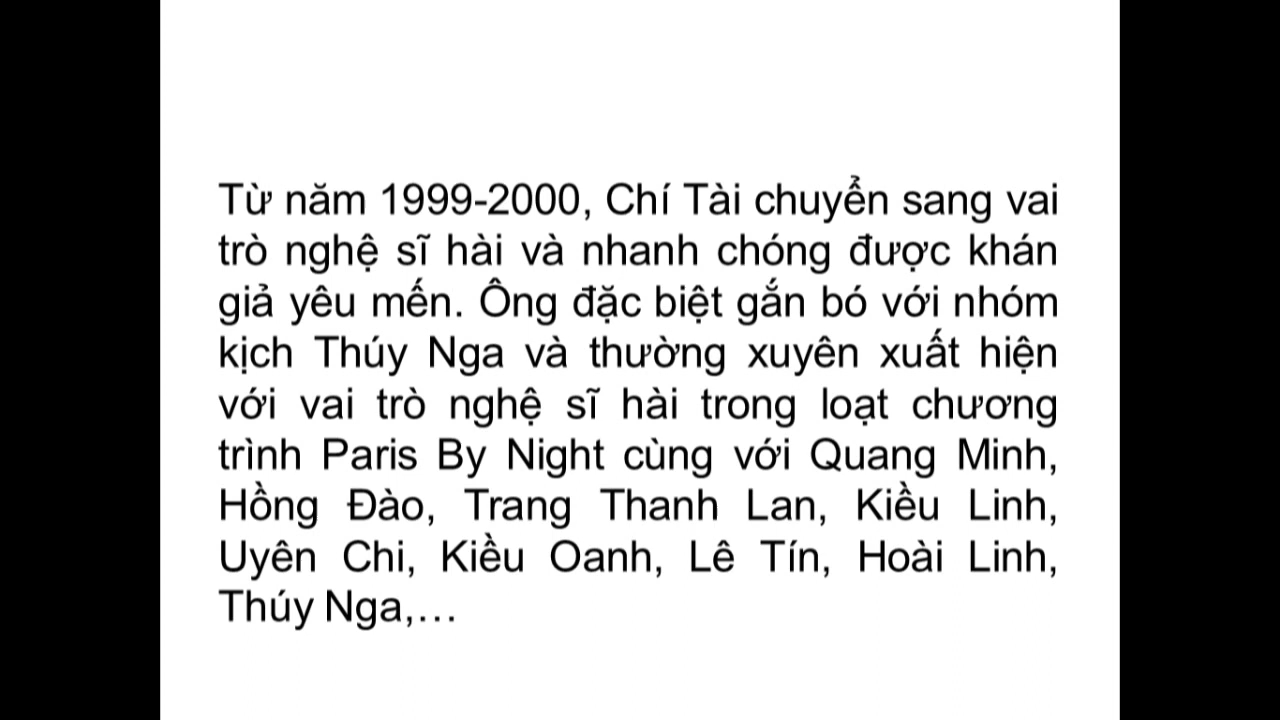 Từ năm 1999-2000, Chí Tài chuyển sang vai
trò nghệ sĩ hài và nhanh chóng được khán
giả yêu mến. Ông đặc biệt gắn bó với nhóm
kịch Thúy Nga và thường xuyên xuất hiện
với vai trò nghệ sĩ hài trong loạt chương
trình Paris By Night cùng với Quang Minh,
Hồng Đào, Trang Thanh Lan, Kiều Linh,
Uyên Chi, Kiều Oanh, Lê Tín, Hoài Linh,
Thúy Nga,…